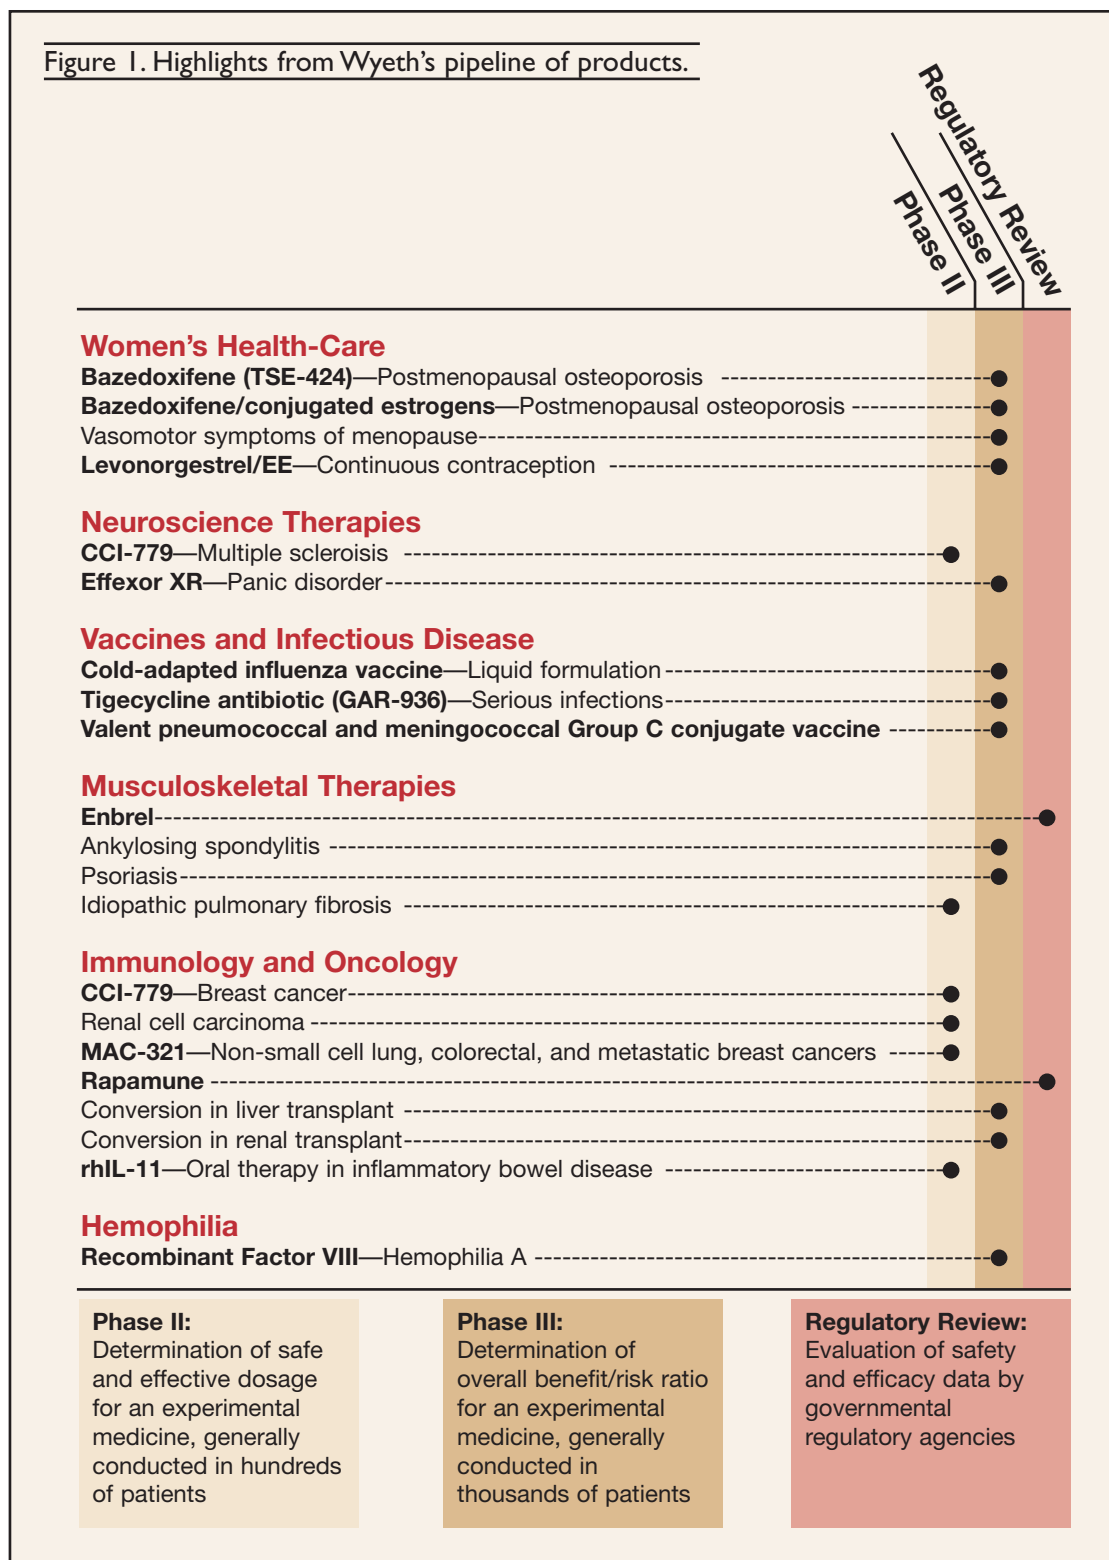 Figure 1. Highlights from Wyeth's pipeline of products.
Regulatory Review
Phase III
Phase II
Women's Health-Care
Bazedoxifene (TSE-424)—Postmenopausal osteoporosis
Bazedoxifene/conjugated estrogens—Postmenopausal osteoporosis
Vasomotor symptoms of menopause
Levonorgestrel/EE—Continuous contraception
Neuroscience Therapies
CCI-779—Multiple scleroisis
Effexor XR—Panic disorder
Vaccines and Infectious Disease
Cold-adapted influenza vaccine—Liquid formulation
Tigecycline antibiotic (GAR-936)—Serious infections
Valent pneumococcal and meningococcal Group C conjugate vaccine
Musculoskeletal Therapies
Enbrel
Ankylosing spondylitis
Psoriasis
Idiopathic pulmonary fibrosis
Immunology and Oncology
CCI-779—Breast cancer
Renal cell carcinoma
MAC-321—Non-small cell lung, colorectal, and metastatic breast cancers
Rapamune
Conversion in liver transplant
Conversion in renal transplant
rhIL-11—Oral therapy in inflammatory bowel disease
Hemophilia
Recombinant Factor VIII—Hemophilia A
Phase II:
Determination of safe
and effective dosage
for an experimental
medicine, generally
conducted in hundreds
of patients
Phase III:
Determination of
overall benefit/risk ratio
for an experimental
medicine, generally
conducted in
thousands of patients
Regulatory Review:
Evaluation of safety
and efficacy data by
governmental
regulatory agencies